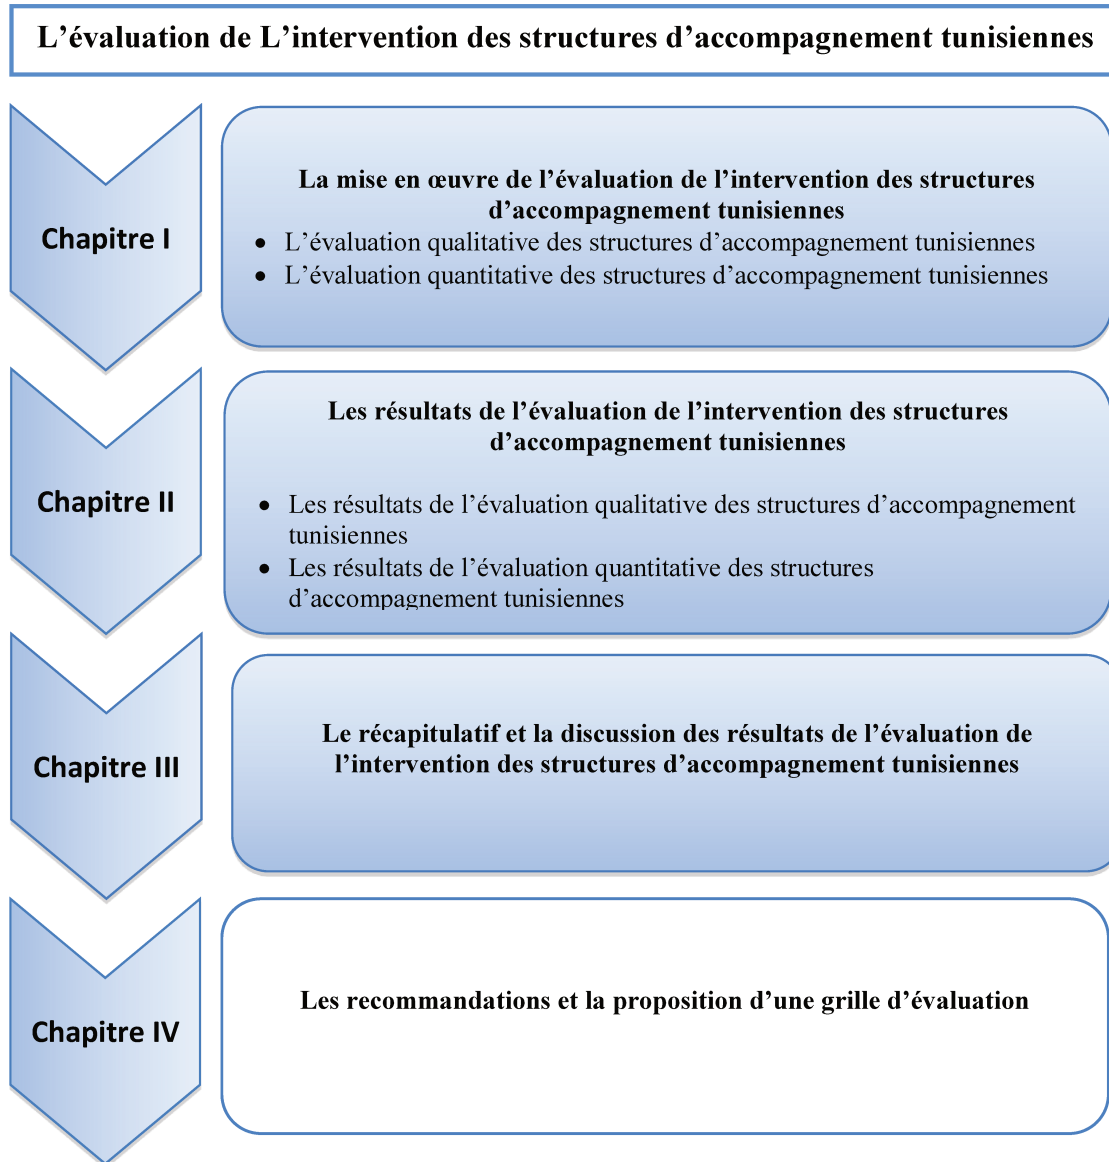 L’évaluation de L’intervention des structures d’accompagnement tunisiennes
Chapitre I
La mise en œuvre de l’évaluation de l’intervention des structures
d’accompagnement tunisiennes
• L’évaluation qualitative des structures d’accompagnement tunisiennes
• L’évaluation quantitative des structures d’accompagnement tunisiennes
Chapitre II
Les résultats de l’évaluation de l’intervention des structures
d’accompagnement tunisiennes
• Les résultats de l’évaluation qualitative des structures d’accompagnement
tunisiennes
• Les résultats de l’évaluation quantitative des structures
d’accompagnement tunisiennes
Chapitre III
Le récapitulatif et la discussion des résultats de l’évaluation de
l’intervention des structures d’accompagnement tunisiennes
Chapitre IV
Les recommandations et la proposition d’une grille d’évaluation